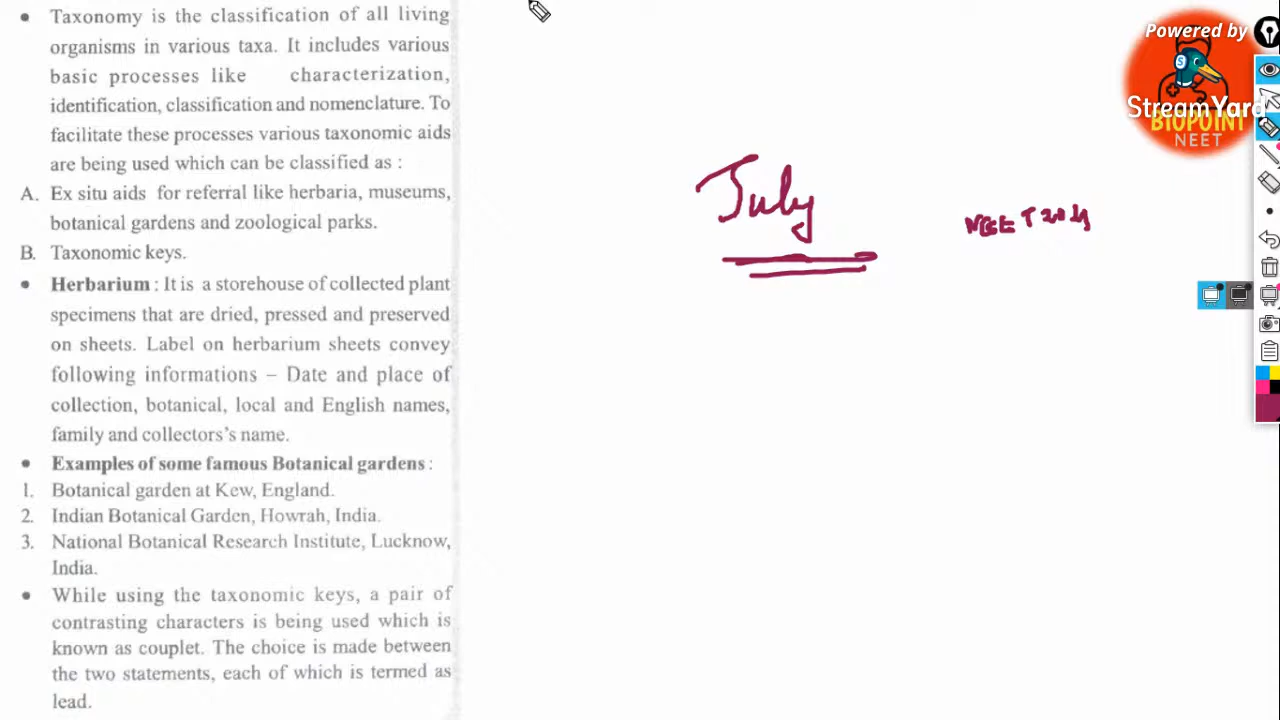 • Taxonomy is the classification of all living
organisms in various taxa. It includes various
basic processes like characterization,
identification, classification and nomenclature. To
facilitate these processes various taxonomic aids
are being used which can be classified as :
A. Ex situ aids for referral like herbaria, museums,
botanical gardens and zoological parks.
B. Taxonomic keys.
• Herbarium : It is a storehouse of collected plant
specimens that are dried, pressed and preserved
on sheets. Label on herbarium sheets convey
following informations – Date and place of
collection, botanical, local and English names,
family and collectors's name.
• Examples of some famous Botanical gardens :
1. Botanical garden at Kew, England.
2. Indian Botanical Garden, Howrah, India.
3. National Botanical Research Institute, Lucknow,
India.
• While using the taxonomic keys, a pair of
contrasting characters is being used which is
known as couplet. The choice is made between
the two statements, each of which is termed as
lead.
July
NEET
Powered by
StreamYard
BIOPOINT
NEET